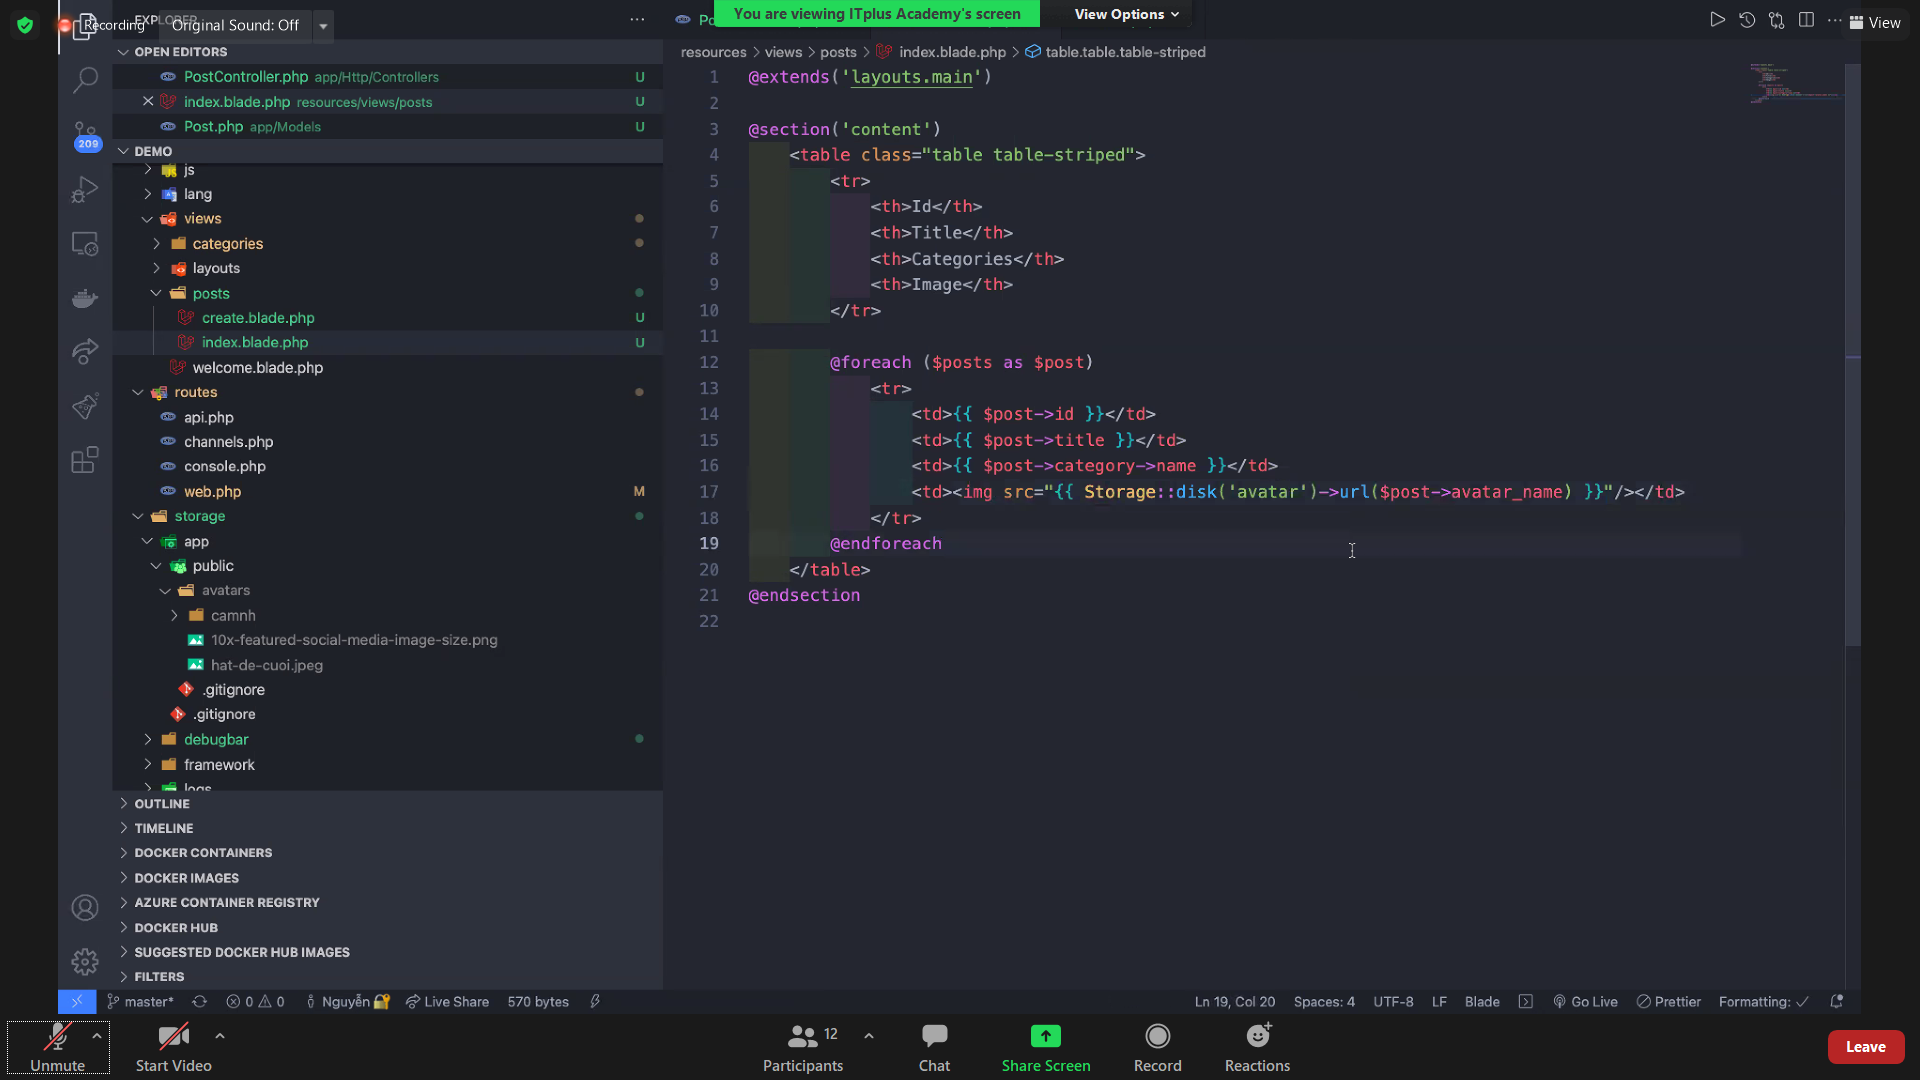 Recording
EXPLORER
Original Sound: Off
You are viewing ITplus Academy's screen
View Options
View
OPEN EDITORS
PostController.php app/Http/Controllers U
index.blade.php resources/views/posts U
Post.php app/Models U
DEMO
js
lang
views
categories
layouts
posts
create.blade.php U
index.blade.php U
welcome.blade.php
routes
api.php
channels.php
console.php
web.php M
storage
app
public
avatars
camnh
10x-featured-social-media-image-size.png
hat-de-cuoi.jpeg
.gitignore
.gitignore
debugbar
framework
logs
OUTLINE
TIMELINE
DOCKER CONTAINERS
DOCKER IMAGES
AZURE CONTAINER REGISTRY
DOCKER HUB
SUGGESTED DOCKER HUB IMAGES
FILTERS
209
resources > views > posts > index.blade.php > table.table.table-striped
1 @extends('layouts.main')
2
3 @section('content')
4 <table class="table table-striped">
5 <tr>
6 <th>Id</th>
7 <th>Title</th>
8 <th>Categories</th>
9 <th>Image</th>
10 </tr>
11
12 @foreach ($posts as $post)
13 <tr>
14 <td>{{ $post->id }}</td>
15 <td>{{ $post->title }}</td>
16 <td>{{ $post->category->name }}</td>
17 <td><img src="{{ Storage::disk('avatar')->url($post->avatar_name) }}"/></td>
18 </tr>
19 @endforeach
20 </table>
21 @endsection
22
master* 0 0 Nguyễn Live Share 570 bytes
Ln 19, Col 20 Spaces: 4 UTF-8 LF Blade Go Live Prettier Formatting:
Unmute
Start Video
Participants 12
Chat
Share Screen
Record
Reactions
Leave